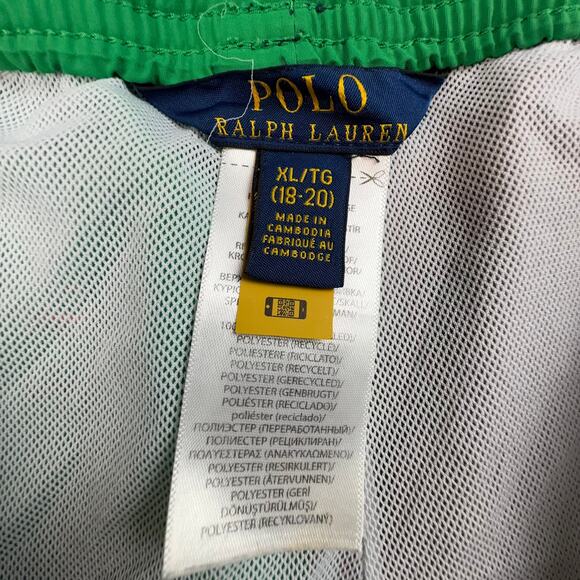 POLO
RALPH LAUREN
XL/TG
(18-20)
MADE IN
CAMBODIA
FABRIQUÉ AU
CAMBODGE
POLYESTER (RECYCLÉ)/
POLIESTERE (RICICLATO)/
POLYESTER (RECYCELT)/
POLYESTER (GERECYCLED)/
POLYESTER (GENBRUGT)/
POLIÉSTER (RECICLADO)/
poliéster (reciclado)/
ПОЛИЭСТЕР (ПЕРЕРАБОТАННЫЙ)/
ПОЛИЕСТЕР (РЕЦИКЛИРАН)/
ΠΟΛΥΕΣΤΕΡΑΣ (ΑΝΑΚΥΚΛΩΜΕΝΟ)/
POLYESTER (RESIRKULERT)/
POLYESTER (ÅTERVUNNEN)/
POLYESTER (GERİ
DÖNÜŞTÜRÜLMÜŞ)/
POLYESTER (RECYKLOVANÝ)